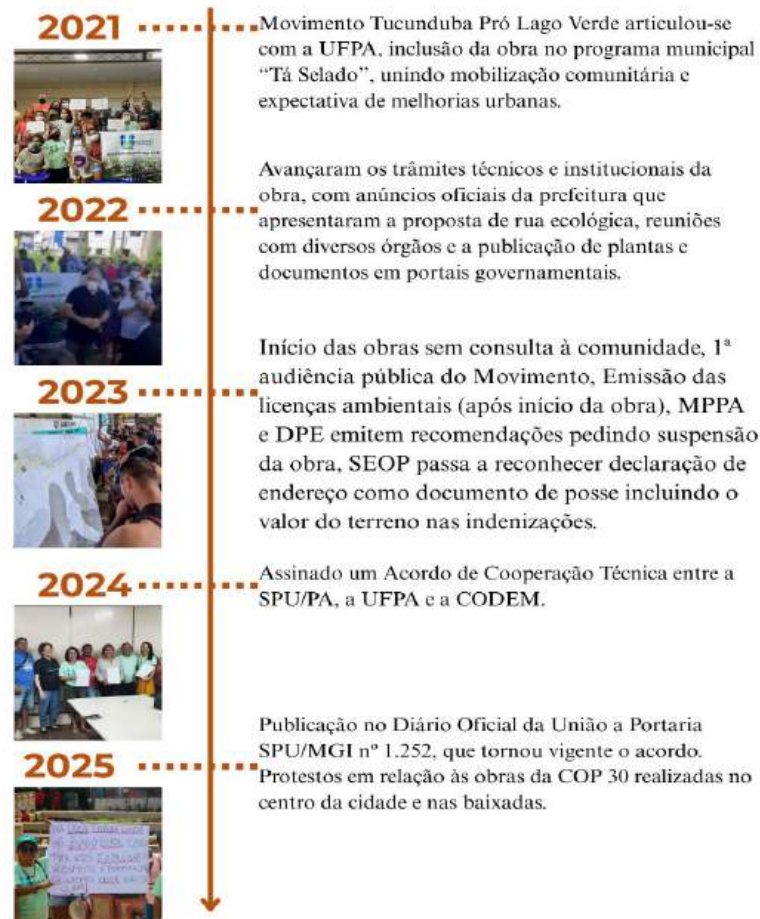 2021
Movimento Tucunduba Pró Lago Verde articulou-se
com a UFPA, inclusão da obra no programa municipal
“Tá Selado”, unindo mobilização comunitária e
expectativa de melhorias urbanas.
2022
Avançaram os trâmites técnicos e institucionais da
obra, com anúncios oficiais da prefeitura que
apresentaram a proposta de rua ecológica, reuniões
com diversos órgãos e a publicação de plantas e
documentos em portais governamentais.
2023
Início das obras sem consulta à comunidade, 1ª
audiência pública do Movimento, Emissão das
licenças ambientais (após início da obra), MPPA
e DPE emitem recomendações pedindo suspensão
da obra, SEOP passa a reconhecer declaração de
endereço como documento de posse incluindo o
valor do terreno nas indenizações.
2024
Assinado um Acordo de Cooperação Técnica entre a
SPU/PA, a UFPA e a CODEM.
2025
Publicação no Diário Oficial da União a Portaria
SPU/MGI nº 1.252, que tornou vigente o acordo.
Protestos em relação às obras da COP 30 realizadas no
centro da cidade e nas baixadas.